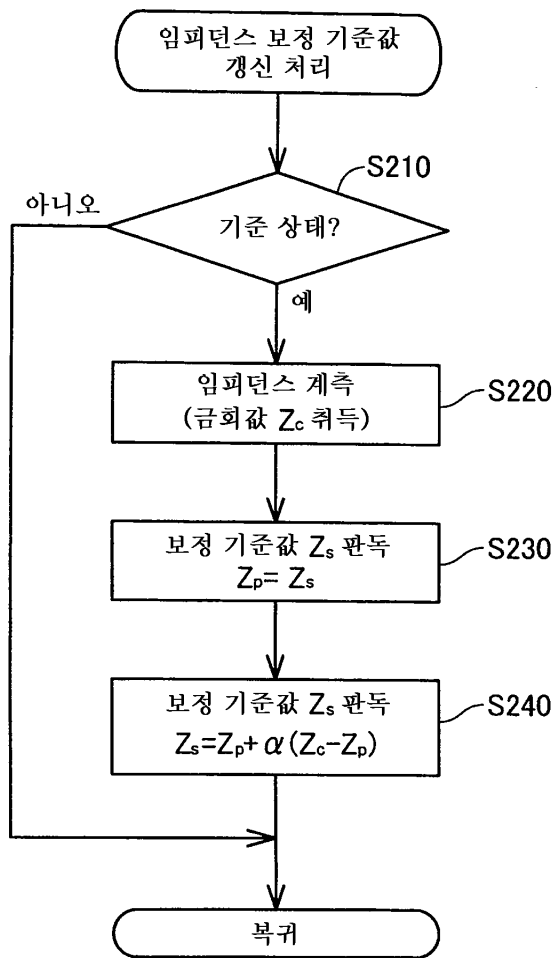 임피던스 보정 기준값
갱신 처리
S210
아니오
기준 상태?
예
임피던스 계측
(금회값 Zc 취득)
S220
보정 기준값 Zs 판독
Zp= Zs
S230
보정 기준값 Zs 판독
Zs=Zp+α(Zc-Zp)
S240
복귀